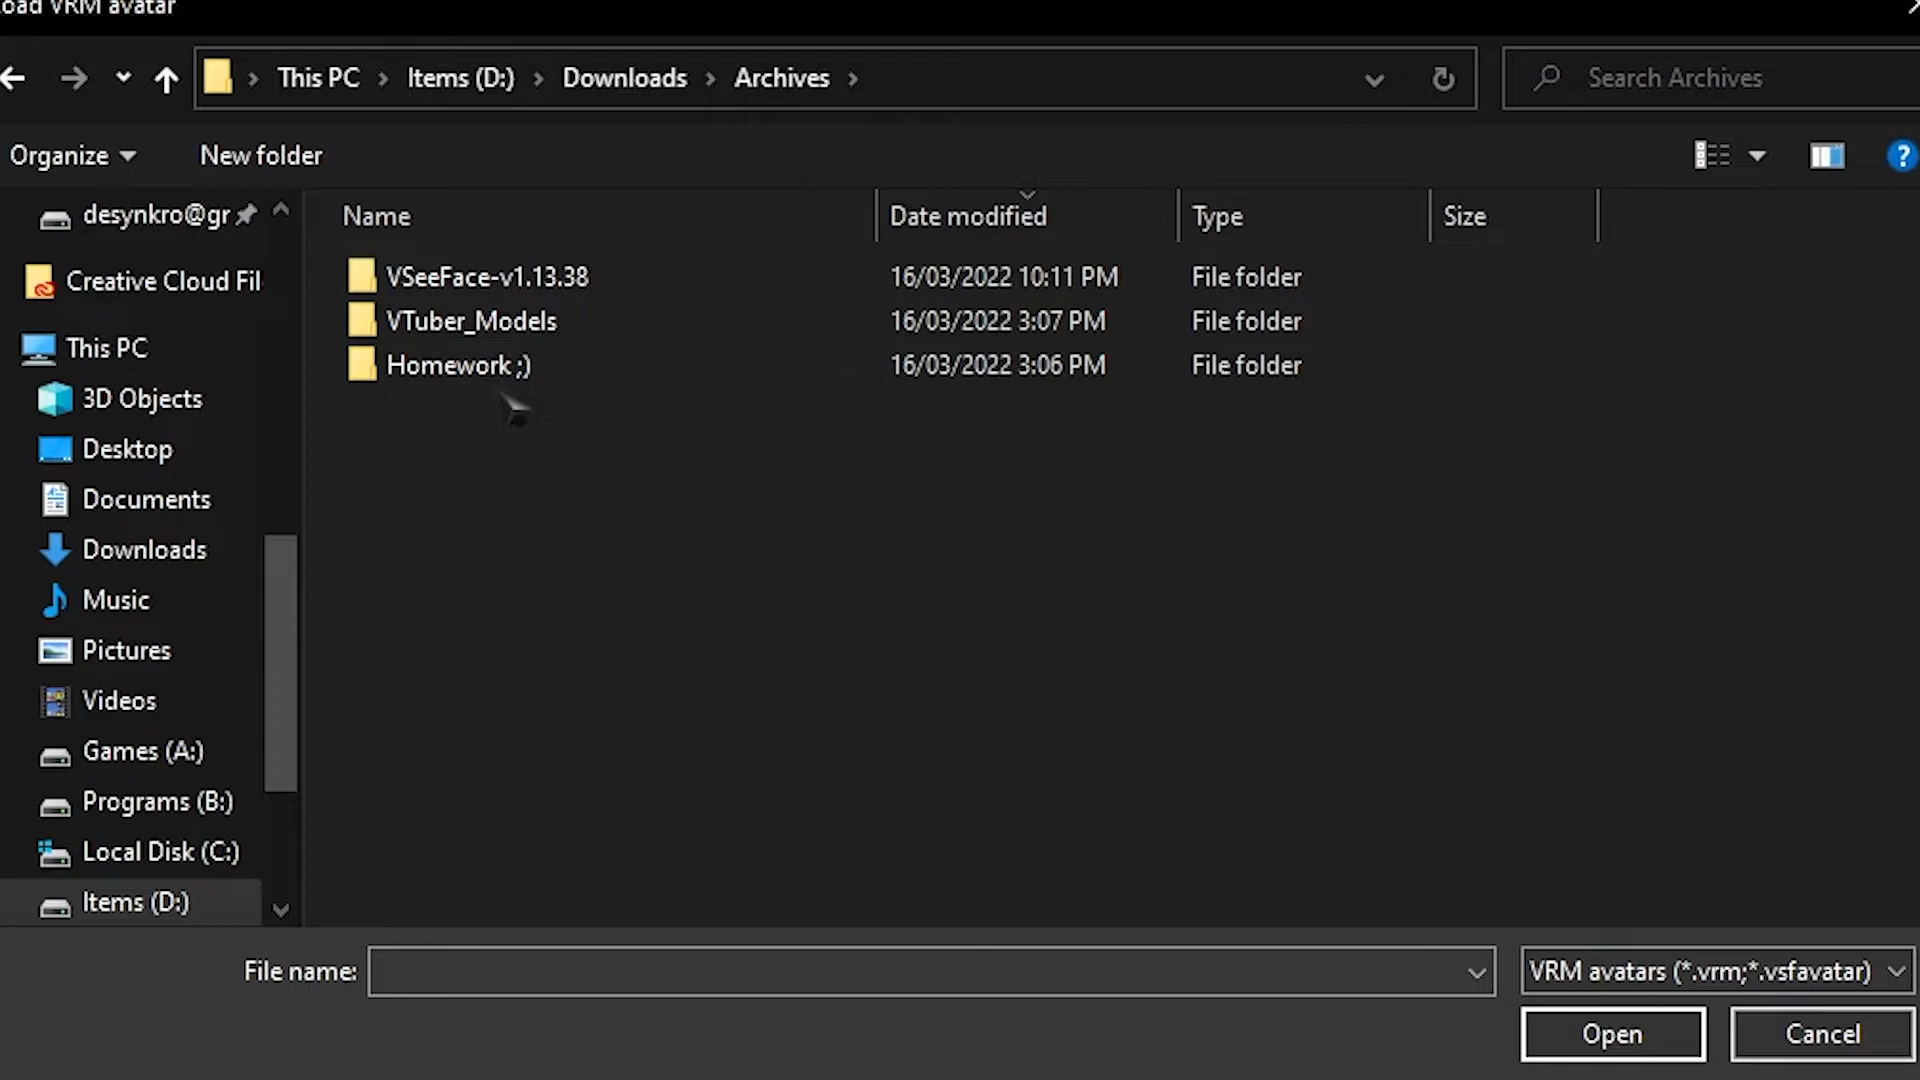 oad VRM avatar
This PC > Items (D:) > Downloads > Archives >
Search Archives
Organize
New folder
?
desynkro@gr
Creative Cloud Fil
This PC
3D Objects
Desktop
Documents
Downloads
Music
Pictures
Videos
Games (A:)
Programs (B:)
Local Disk (C:)
Items (D:)
Name Date modified Type Size
VSeeFace-v1.13.38 16/03/2022 10:11 PM File folder
VTuber_Models 16/03/2022 3:07 PM File folder
Homework ;) 16/03/2022 3:06 PM File folder
File name:
VRM avatars (*.vrm;*.vsfavatar)
Open
Cancel